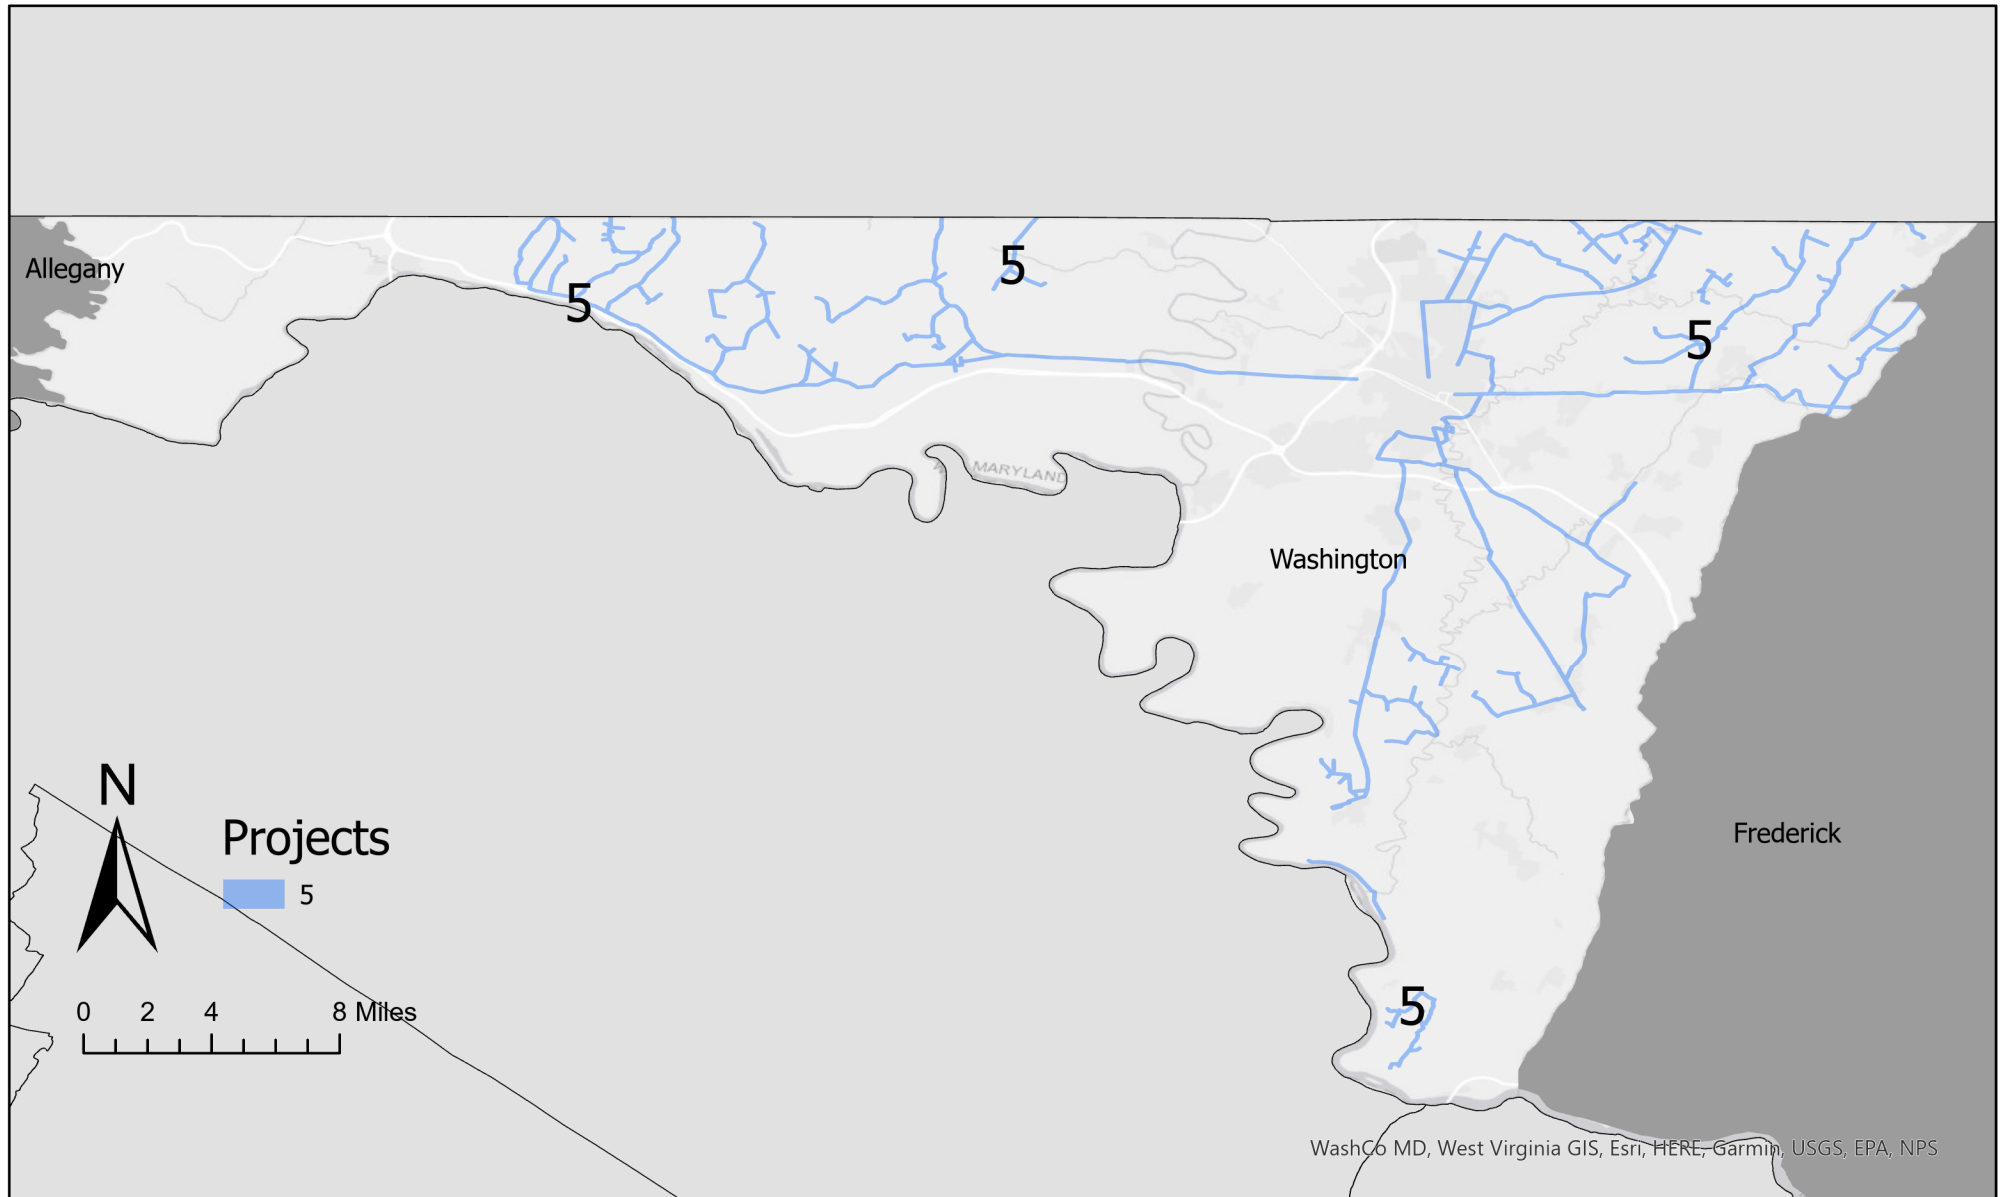 Allegany
5
5
5
MARYLAND
Washington
N
Projects
5
Frederick
0 2 4 8 Miles
5
WashCo MD, West Virginia GIS, Esri, HERE, Garmin, USGS, EPA, NPS